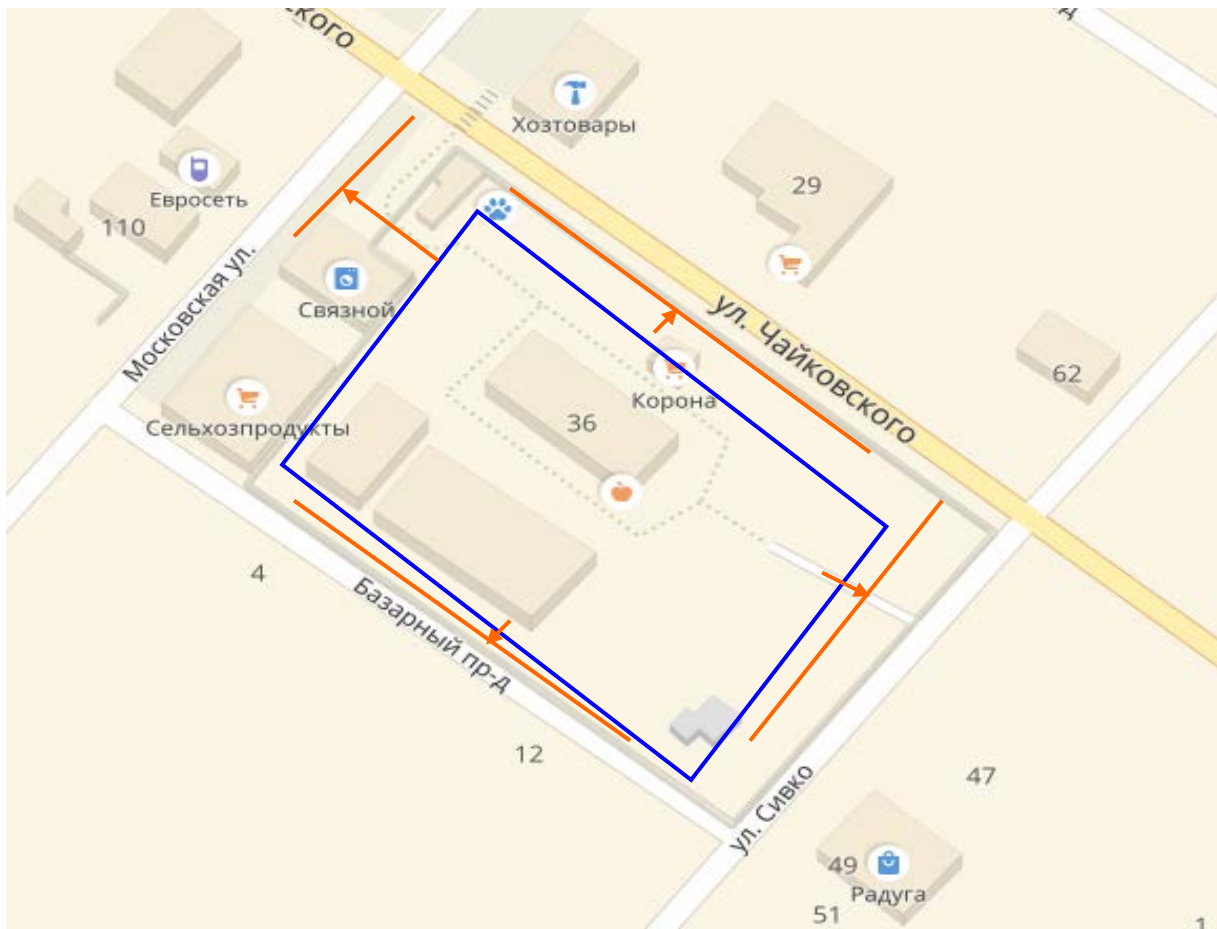 ского
д
Хозтовары
Евросеть
29
110
Связной
Московская ул.
ул. Чайковского
62
Корона
36
Сельхозпродукты
4
Базарный пр-д
12
47
ул. Сивко
49
Радуга
51
1